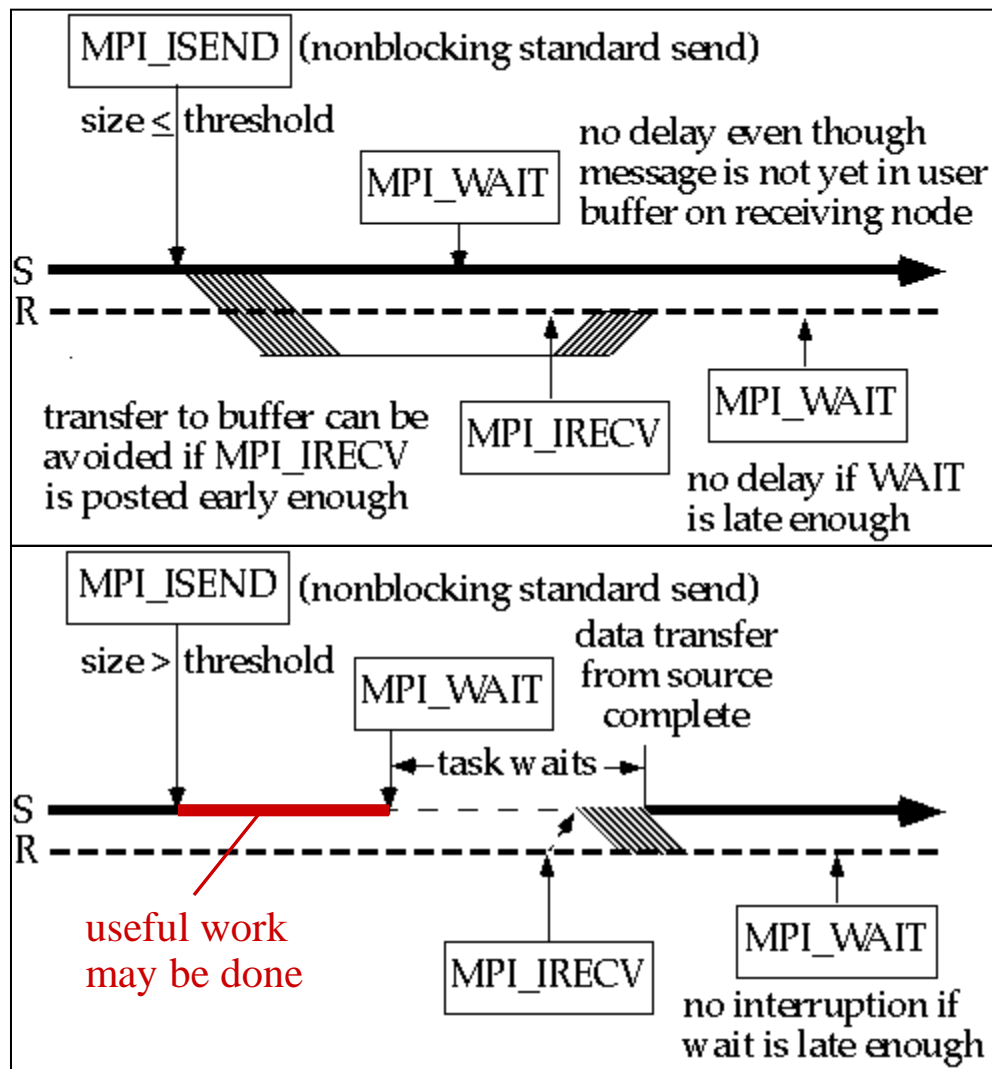 MPI_ISEND (nonblocking standard send)
size ≤ threshold
no delay even though
message is not yet in user
buffer on receiving node
MPI_WAIT
S
R
transfer to buffer can be
avoided if MPI_IRECV
is posted early enough
MPI_IRECV
MPI_WAIT
no delay if WAIT
is late enough
MPI_ISEND (nonblocking standard send)
size > threshold
data transfer
from source
complete
MPI_WAIT
task waits
S
R
useful work
may be done
MPI_IRECV
MPI_WAIT
no interruption if
wait is late enough